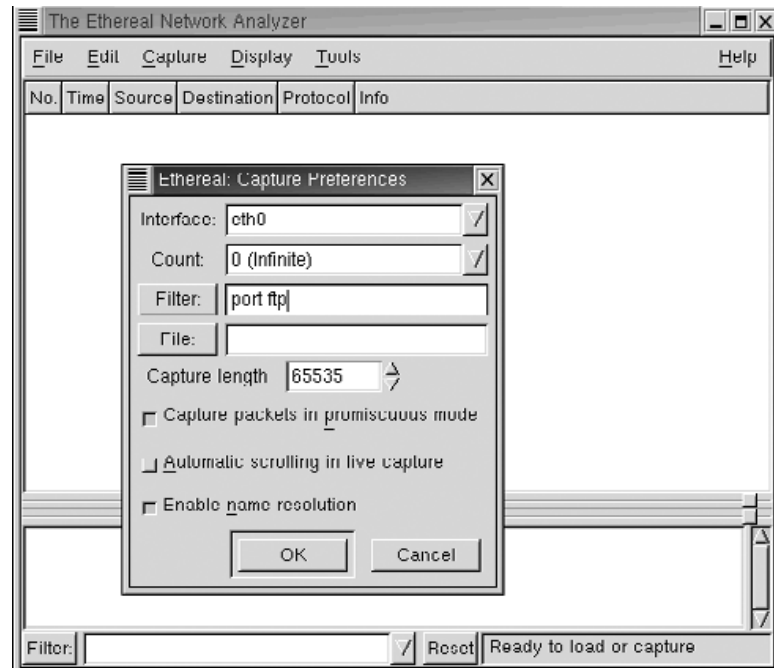 The Ethereal Network Analyzer
File Edit Capture Display Tools Help
No. Time Source Destination Protocol Info
Ethereal: Capture Preferences
Interface: eth0
Count: 0 (Infinite)
Filter: port ftp
File:
Capture length 65535
Capture packets in promiscuous mode
Automatic scrolling in live capture
Enable name resolution
OK Cancel
Filter: Reset Ready to load or capture